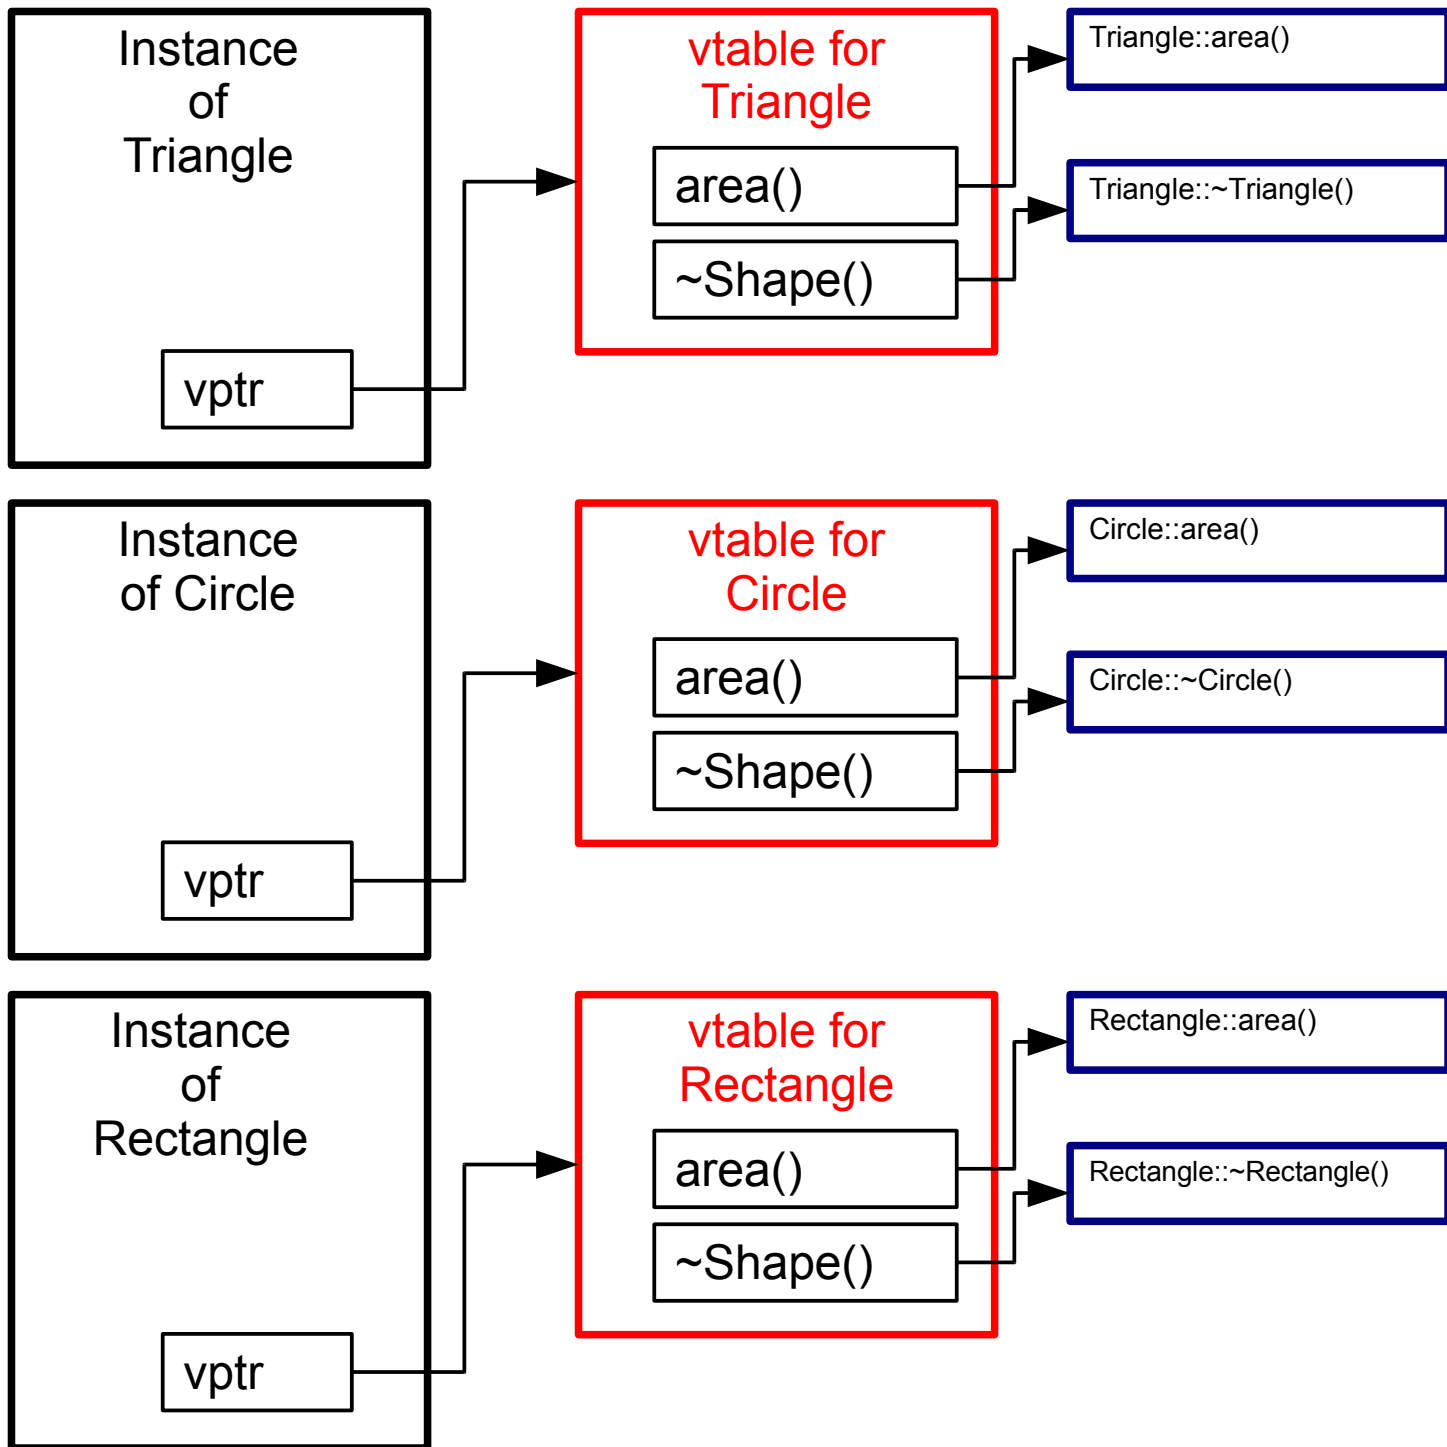 Instance
of
Triangle
vptr
vtable for
Triangle
area()
~Shape()
Triangle::area()
Triangle::~Triangle()
Instance
of Circle
vptr
vtable for
Circle
area()
~Shape()
Circle::area()
Circle::~Circle()
Instance
of
Rectangle
vptr
vtable for
Rectangle
area()
~Shape()
Rectangle::area()
Rectangle::~Rectangle()